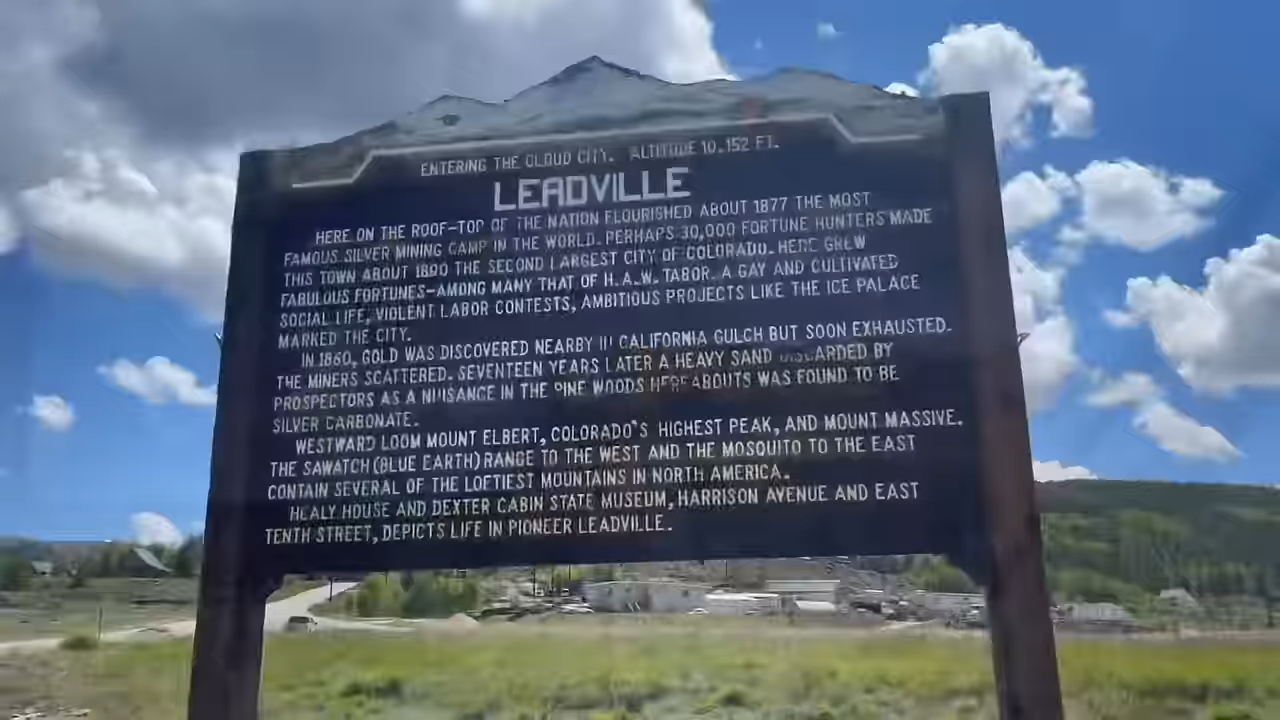 ENTERING THE CLOUD CITY. ALTITUDE 10,152 FT.
LEADVILLE
HERE ON THE ROOF-TOP OF THE NATION FLOURISHED ABOUT 1877 THE MOST
FAMOUS SILVER MINING CAMP IN THE WORLD. PERHAPS 30,000 FORTUNE HUNTERS MADE
THIS TOWN ABOUT 1890 THE SECOND LARGEST CITY OF COLORADO. HERE GREW
FABULOUS FORTUNES-AMONG MANY THAT OF H.A.W. TABOR. A GAY AND CULTIVATED
SOCIAL LIFE, VIOLENT LABOR CONTESTS, AMBITIOUS PROJECTS LIKE THE ICE PALACE
MARKED THE CITY.
IN 1860, GOLD WAS DISCOVERED NEARBY IN CALIFORNIA GULCH BUT SOON EXHAUSTED.
THE MINERS SCATTERED. SEVENTEEN YEARS LATER A HEAVY SAND DISCARDED BY
PROSPECTORS AS A NUISANCE IN THE PINE WOODS HEREABOUTS WAS FOUND TO BE
SILVER CARBONATE.
WESTWARD LOOM MOUNT ELBERT, COLORADO'S HIGHEST PEAK, AND MOUNT MASSIVE.
THE SAWATCH (BLUE EARTH) RANGE TO THE WEST AND THE MOSQUITO TO THE EAST
CONTAIN SEVERAL OF THE LOFTIEST MOUNTAINS IN NORTH AMERICA.
HEALY HOUSE AND DEXTER CABIN STATE MUSEUM, HARRISON AVENUE AND EAST
TENTH STREET, DEPICTS LIFE IN PIONEER LEADVILLE.